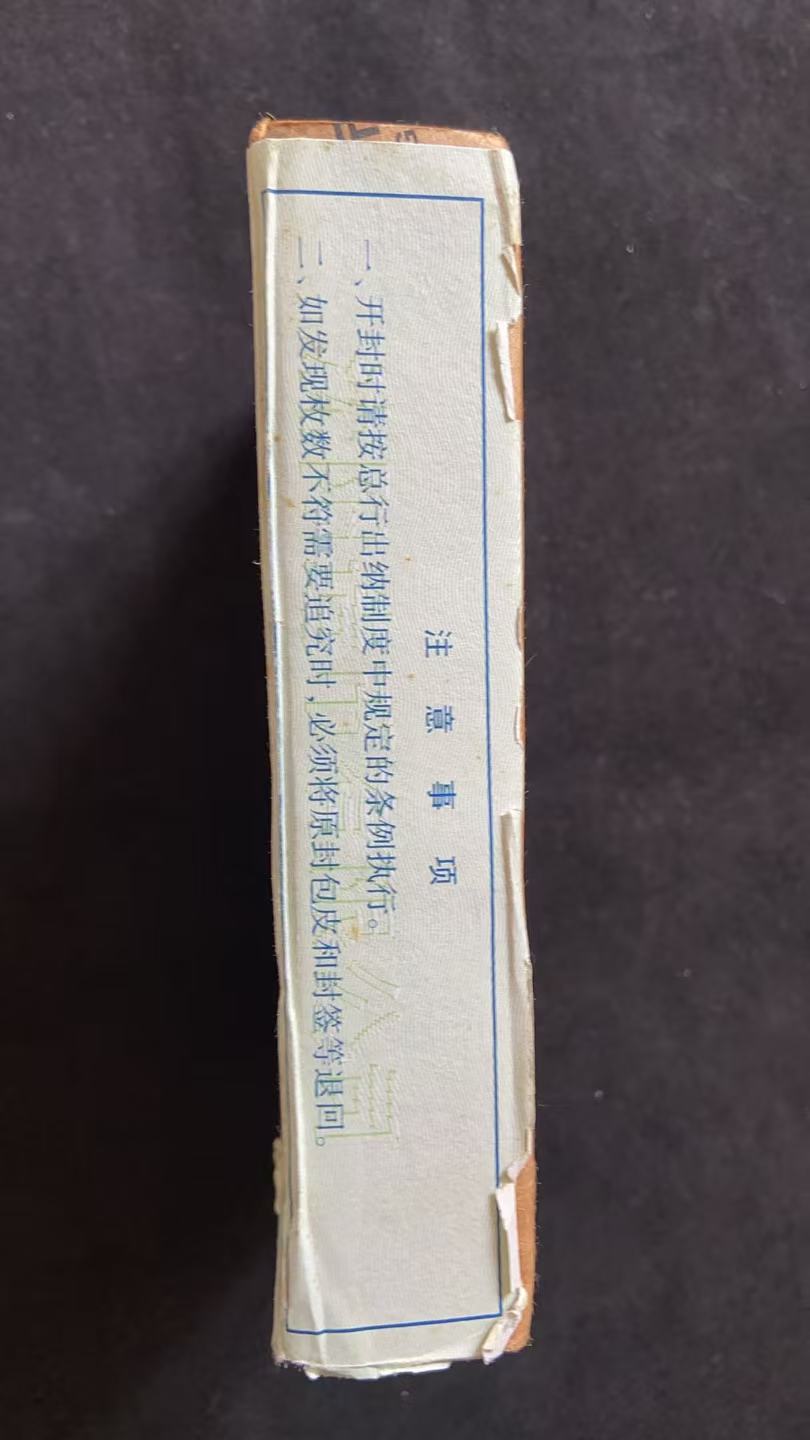 注意事项
一、开封时请按总行出纳制度中规定的条例执行。
二、如发现枚数不符需要追究时,必须将原封包皮和封签等退回。